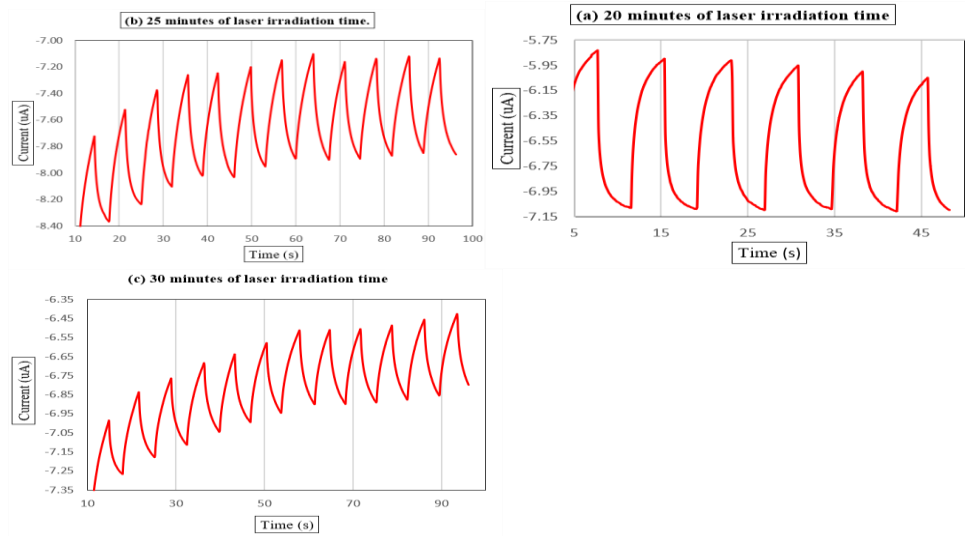 (b) 25 minutes of laser irradiation time.
-7.00
-7.20
-7.40
-7.60
-7.80
-8.00
-8.20
-8.40
Current (uA)
10 20 30 40 50 60 70 80 90 100
Time (s)
(a) 20 minutes of laser irradiation time
-5.75
-5.95
-6.15
-6.35
-6.55
-6.75
-6.95
-7.15
Current (uA)
5 15 25 35 45
Time (s)
(c) 30 minutes of laser irradiation time
-6.35
-6.45
-6.55
-6.65
-6.75
-6.85
-6.95
-7.05
-7.15
-7.25
-7.35
Current (uA)
10 30 50 70 90
Time (s)